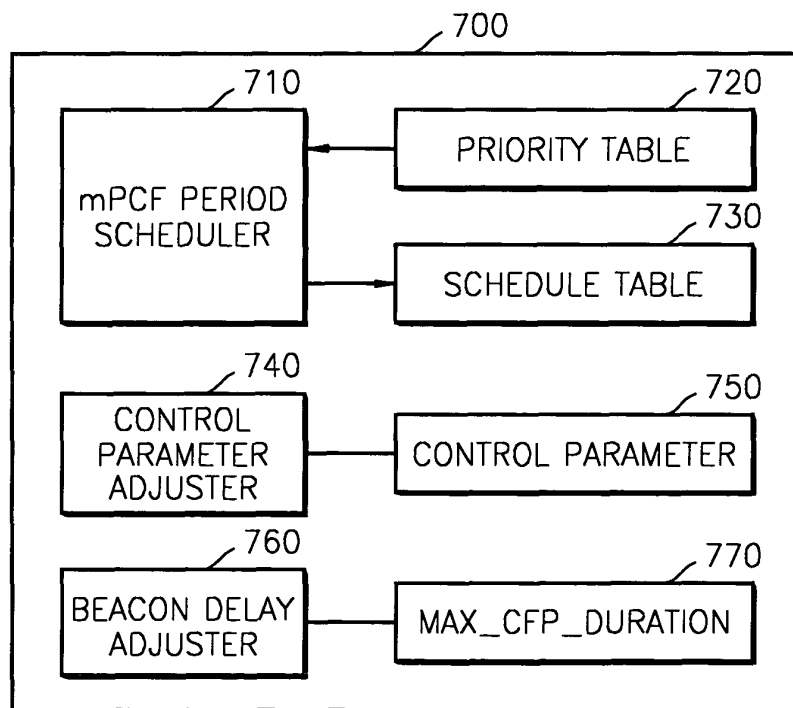 700
710
mPCF PERIOD
SCHEDULER
720
PRIORITY TABLE
730
SCHEDULE TABLE
740
CONTROL
PARAMETER
ADJUSTER
750
CONTROL PARAMETER
760
BEACON DELAY
ADJUSTER
770
MAX_CFP_DURATION